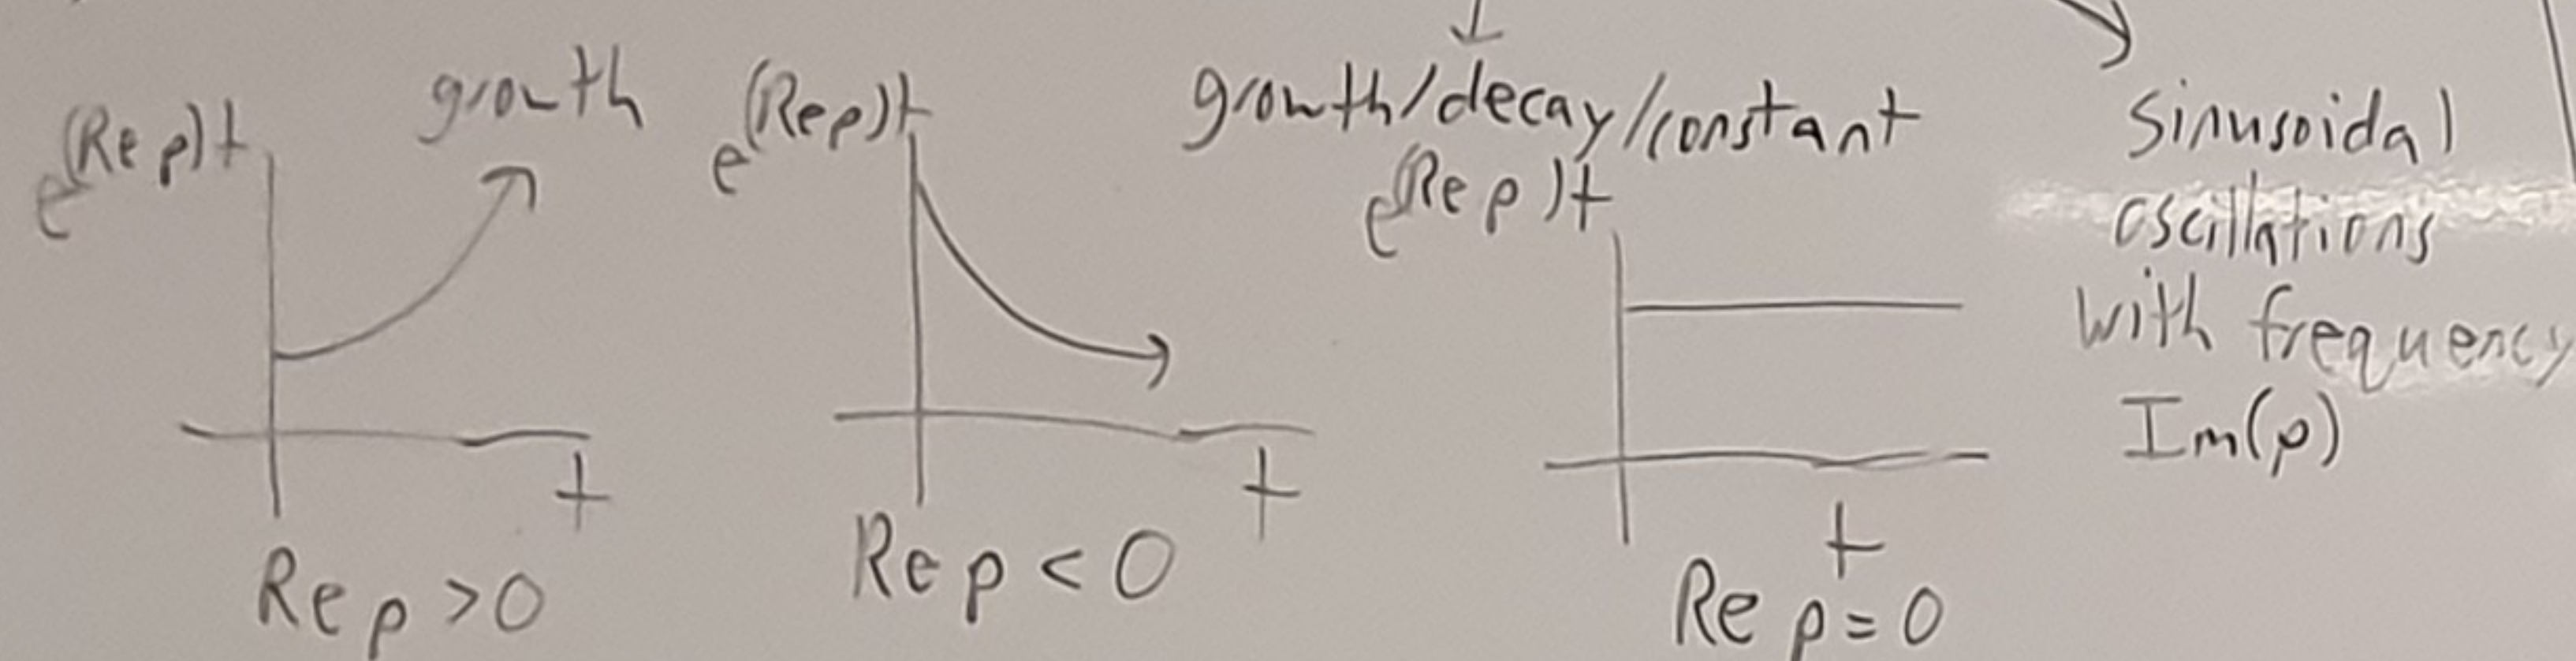 e^(Re p)t
growth
t
Re p > 0
e^(Re p)t
t
Re p < 0
growth/decay/constant
e^(Re p)t
t
Re p = 0
sinusoidal
oscillations
with frequency
Im(p)